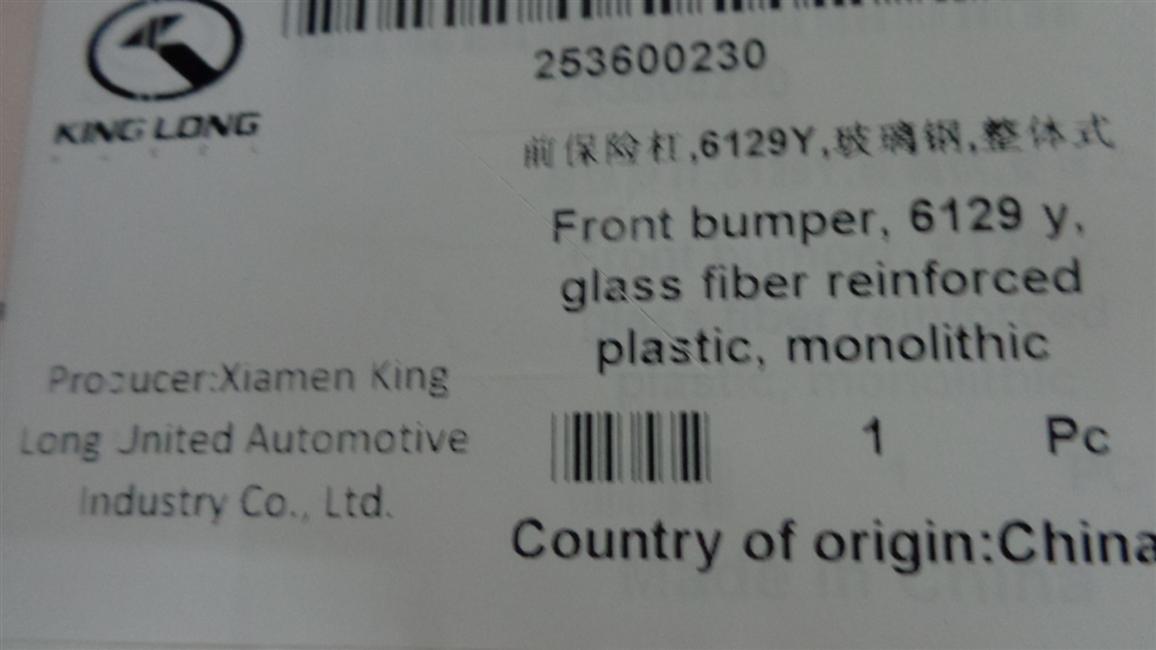 253600230
KING LONG
前保险杠,6129Y,玻璃钢,整体式
Front bumper, 6129 y,
glass fiber reinforced
plastic, monolithic
Producer:Xiamen King
Long United Automotive
Industry Co., Ltd.
1 Pc
Country of origin:China